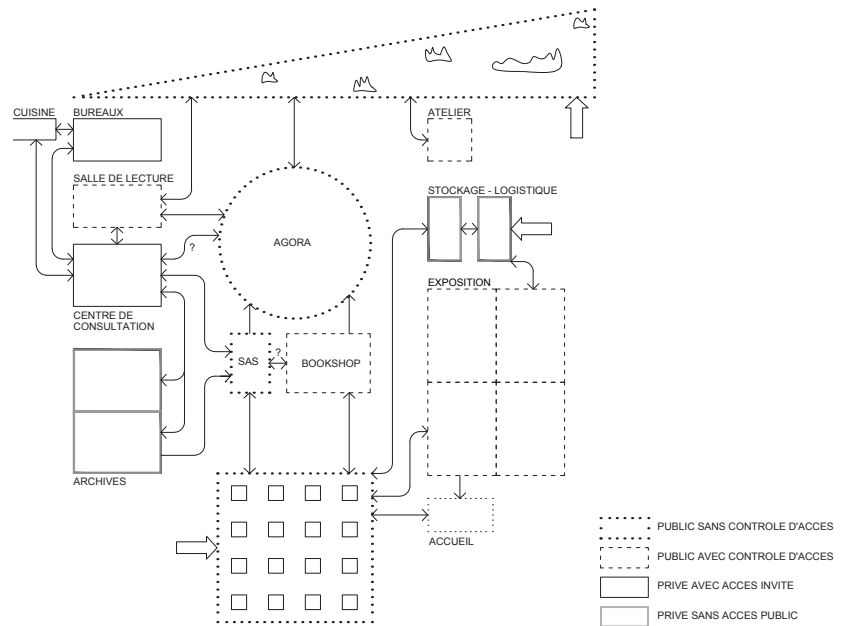 CUISINE
BUREAUX
ATELIER
SALLE DE LECTURE
STOCKAGE - LOGISTIQUE
AGORA
?
EXPOSITION
CENTRE DE
CONSULTATION
?
SAS
BOOKSHOP
ARCHIVES
ACCUEIL
PUBLIC SANS CONTROLE D'ACCES
PUBLIC AVEC CONTROLE D'ACCES
PRIVE AVEC ACCES INVITE
PRIVE SANS ACCES PUBLIC